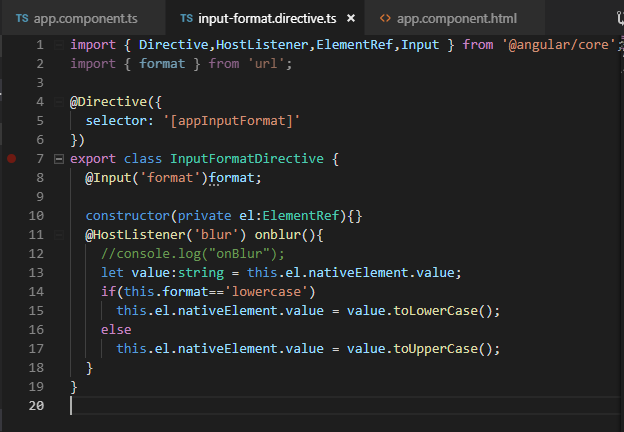 TS app.component.ts TS input-format.directive.ts × <> app.component.html
1 import { Directive,HostListener,ElementRef,Input } from '@angular/core';
2 import { format } from 'url';
3
4 @Directive({
5 selector: '[appInputFormat]'
6 })
7 export class InputFormatDirective {
8 @Input('format')format;
9
10 constructor(private el:ElementRef){}
11 @HostListener('blur') onblur(){
12 //console.log("onBlur");
13 let value:string = this.el.nativeElement.value;
14 if(this.format=='lowercase')
15 this.el.nativeElement.value = value.toLowerCase();
16 else
17 this.el.nativeElement.value = value.toUpperCase();
18 }
19 }
20